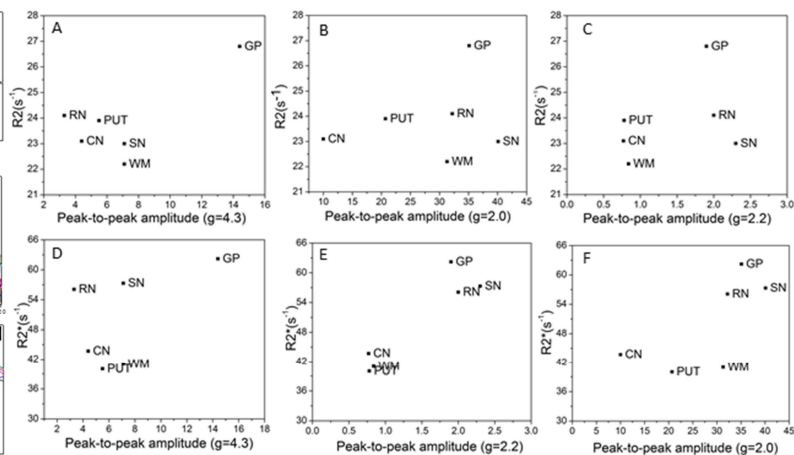 A
R2(s⁻¹)
28
27
26
25
24
23
22
21
GP
RN
PUT
CN
SN
WM
2 4 6 8 10 12 14 16
Peak-to-peak amplitude (g=4.3)
B
R2(s⁻¹)
28
27
26
25
24
23
22
21
GP
PUT
RN
CN
SN
WM
10 15 20 25 30 35 40 45
Peak-to-peak amplitude (g=2.0)
C
R2(s⁻¹)
28
27
26
25
24
23
22
21
GP
PUT
RN
CN
SN
WM
0.0 0.5 1.0 1.5 2.0 2.5 3.0
Peak-to-peak amplitude (g=2.2)
D
R2*(s⁻¹)
66
60
54
48
42
36
30
GP
SN
RN
CN
WM
PUT
2 4 6 8 10 12 14 16 18
Peak-to-peak amplitude (g=4.3)
E
R2*(s⁻¹)
66
60
54
48
42
36
30
GP
SN
RN
CN
WM
PUT
0.0 0.5 1.0 1.5 2.0 2.5 3.0
Peak-to-peak amplitude (g=2.2)
F
R2*(s⁻¹)
66
60
54
48
42
36
30
GP
SN
RN
CN
WM
PUT
0 5 10 15 20 25 30 35 40 45
Peak-to-peak amplitude (g=2.0)